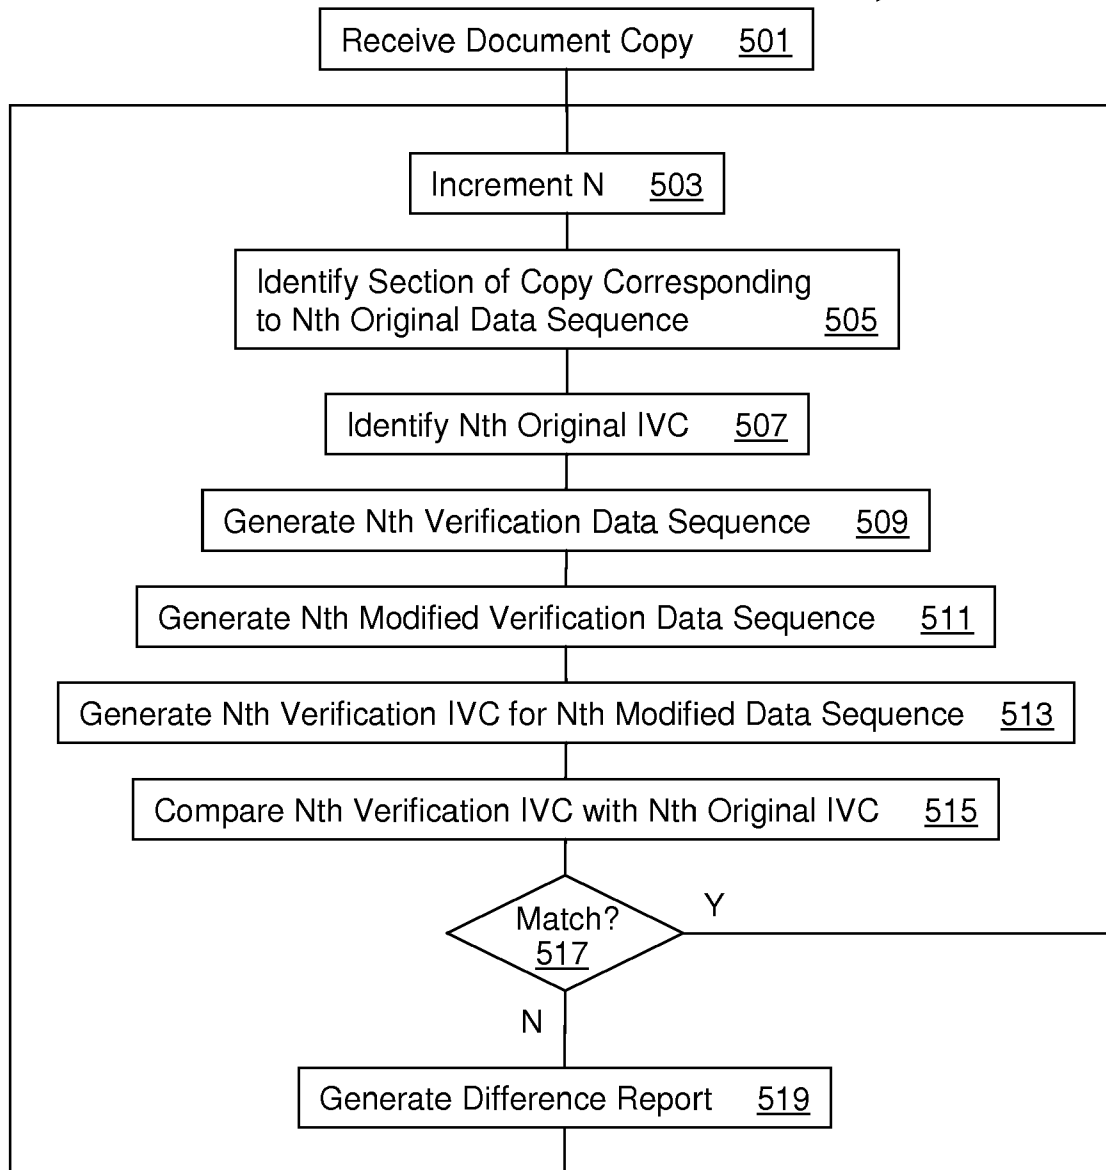 Receive Document Copy 501
Increment N 503
Identify Section of Copy Corresponding
to Nth Original Data Sequence 505
Identify Nth Original IVC 507
Generate Nth Verification Data Sequence 509
Generate Nth Modified Verification Data Sequence 511
Generate Nth Verification IVC for Nth Modified Data Sequence 513
Compare Nth Verification IVC with Nth Original IVC 515
Match?
517
Y
N
Generate Difference Report 519